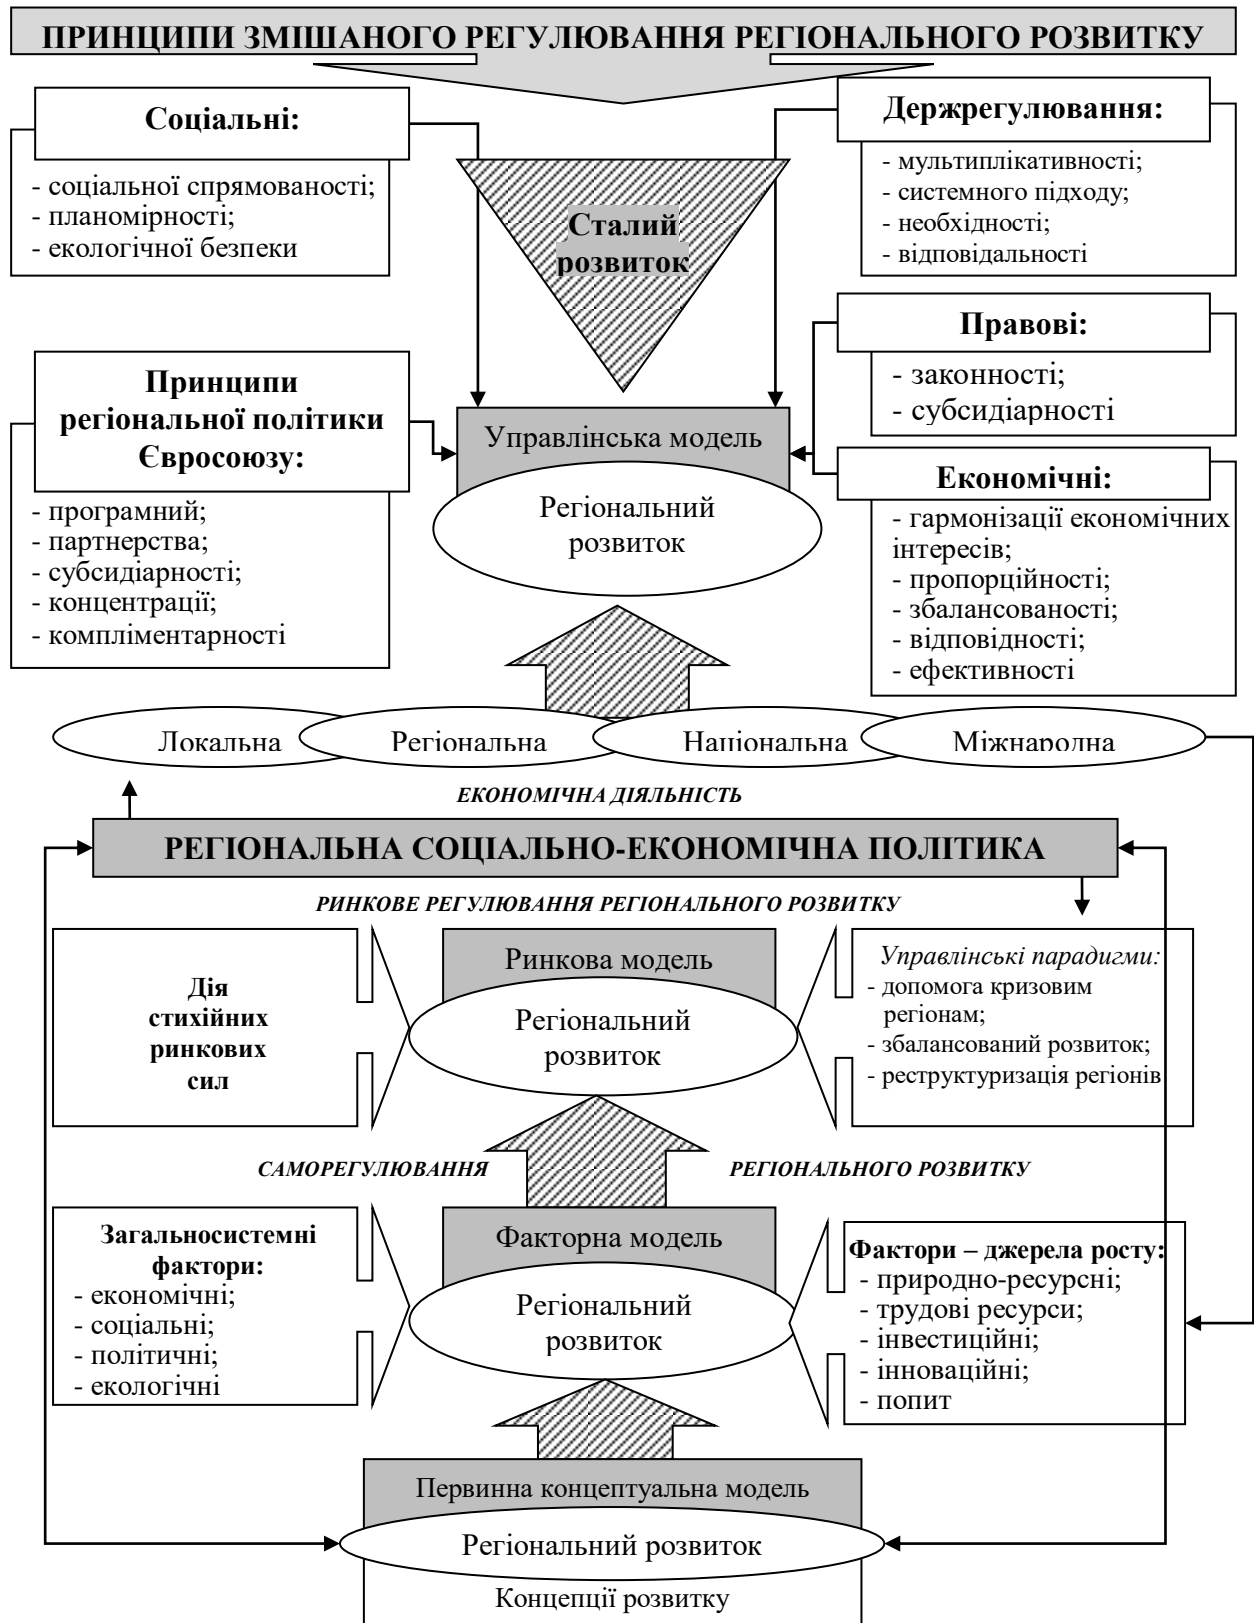 ПРИНЦИПИ ЗМІШАНОГО РЕГУЛЮВАННЯ РЕГІОНАЛЬНОГО РОЗВИТКУ
Соціальні:
- соціальної спрямованості;
- планомірності;
- екологічної безпеки
Сталий
розвиток
Держрегулювання:
- мультиплікативності;
- системного підходу;
- необхідності;
- відповідальності
Принципи
регіональної політики
Євросоюзу:
- програмний;
- партнерства;
- субсидіарності;
- концентрації;
- компліментарності
Управлінська модель
Регіональний
розвиток
Правові:
- законності;
- субсидіарності
Економічні:
- гармонізації економічних
інтересів;
- пропорційності;
- збалансованості;
- відповідності;
- ефективності
Локальна
Регіональна
Національна
Міжнародна
ЕКОНОМІЧНА ДІЯЛЬНІСТЬ
РЕГІОНАЛЬНА СОЦІАЛЬНО-ЕКОНОМІЧНА ПОЛІТИКА
РИНКОВЕ РЕГУЛЮВАННЯ РЕГІОНАЛЬНОГО РОЗВИТКУ
Дія
стихійних
ринкових
сил
Ринкова модель
Регіональний
розвиток
Управлінські парадигми:
- допомога кризовим
регіонам;
- збалансований розвиток;
- реструктуризація регіонів
САМОРЕГУЛЮВАННЯ
РЕГІОНАЛЬНОГО РОЗВИТКУ
Загальносистемні
фактори:
- економічні;
- соціальні;
- політичні;
- екологічні
Факторна модель
Регіональний
розвиток
Фактори – джерела росту:
- природно-ресурсні;
- трудові ресурси;
- інвестиційні;
- інноваційні;
- попит
Первинна концептуальна модель
Регіональний розвиток
Концепції розвитку